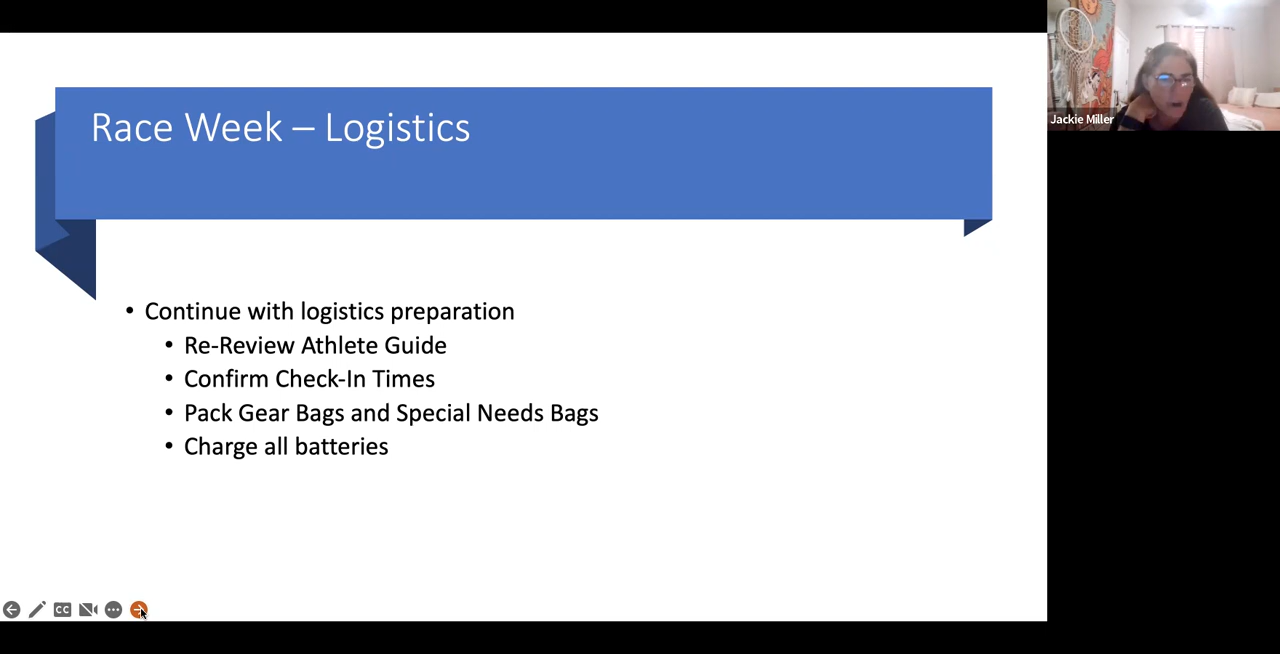 Race Week – Logistics
Jackie Miller
• Continue with logistics preparation
• Re-Review Athlete Guide
• Confirm Check-In Times
• Pack Gear Bags and Special Needs Bags
• Charge all batteries
CC